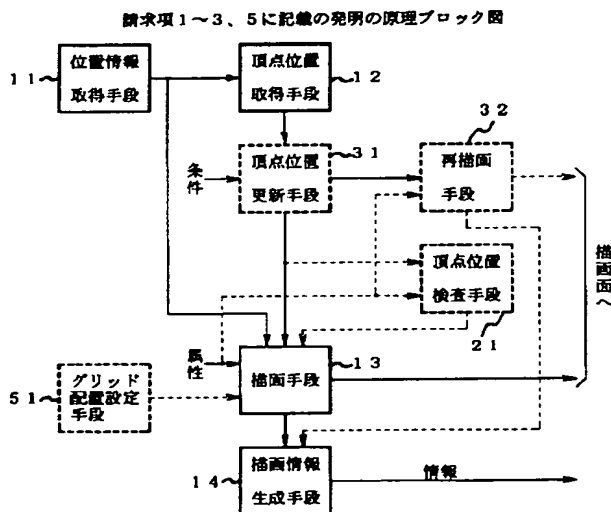 請求項1～3、5に記載の発明の原理ブロック図
11
位置情報
取得手段
頂点位置
取得手段
12
条件
頂点位置
更新手段
31
32
再描画
手段
頂点位置
検査手段
21
描画面へ
属性
描画手段
13
51
グリッド
配置設定
手段
14
描画情報
生成手段
情報